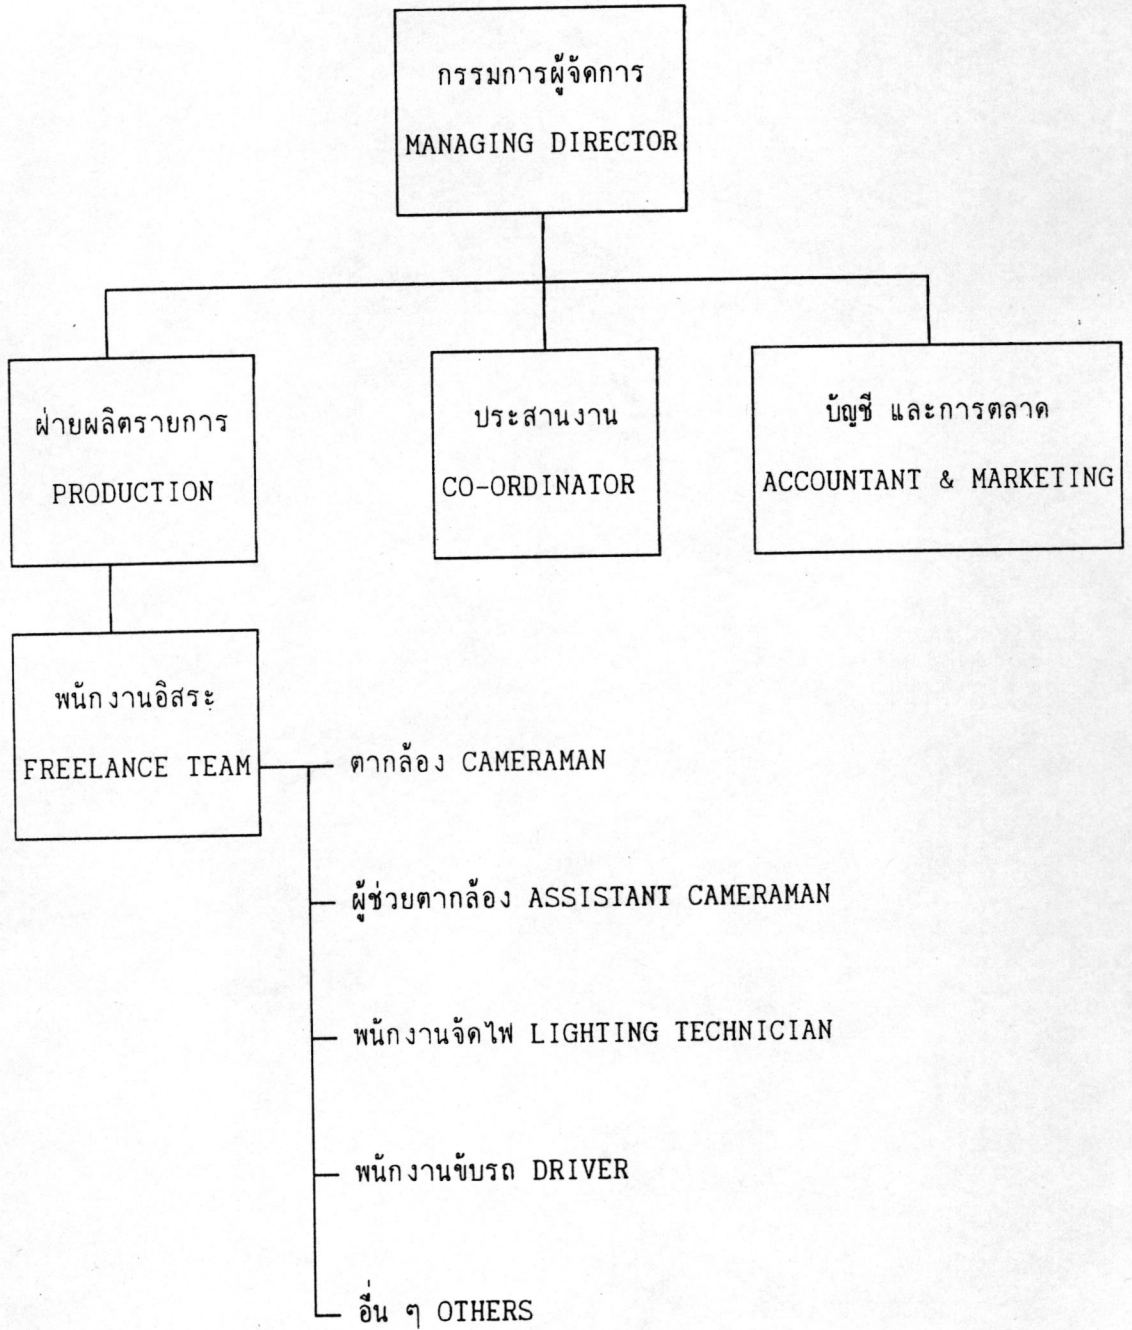 กรรมการผู้จัดการ
MANAGING DIRECTOR
ฝ่ายผลิตรายการ
PRODUCTION
ประสานงาน
CO-ORDINATOR
บัญชี และการตลาด
ACCOUNTANT & MARKETING
พนักงานอิสระ
FREELANCE TEAM
ตากล้อง CAMERAMAN
ผู้ช่วยตากล้อง ASSISTANT CAMERAMAN
พนักงานจัดไฟ LIGHTING TECHNICIAN
พนักงานขับรถ DRIVER
อื่น ๆ OTHERS